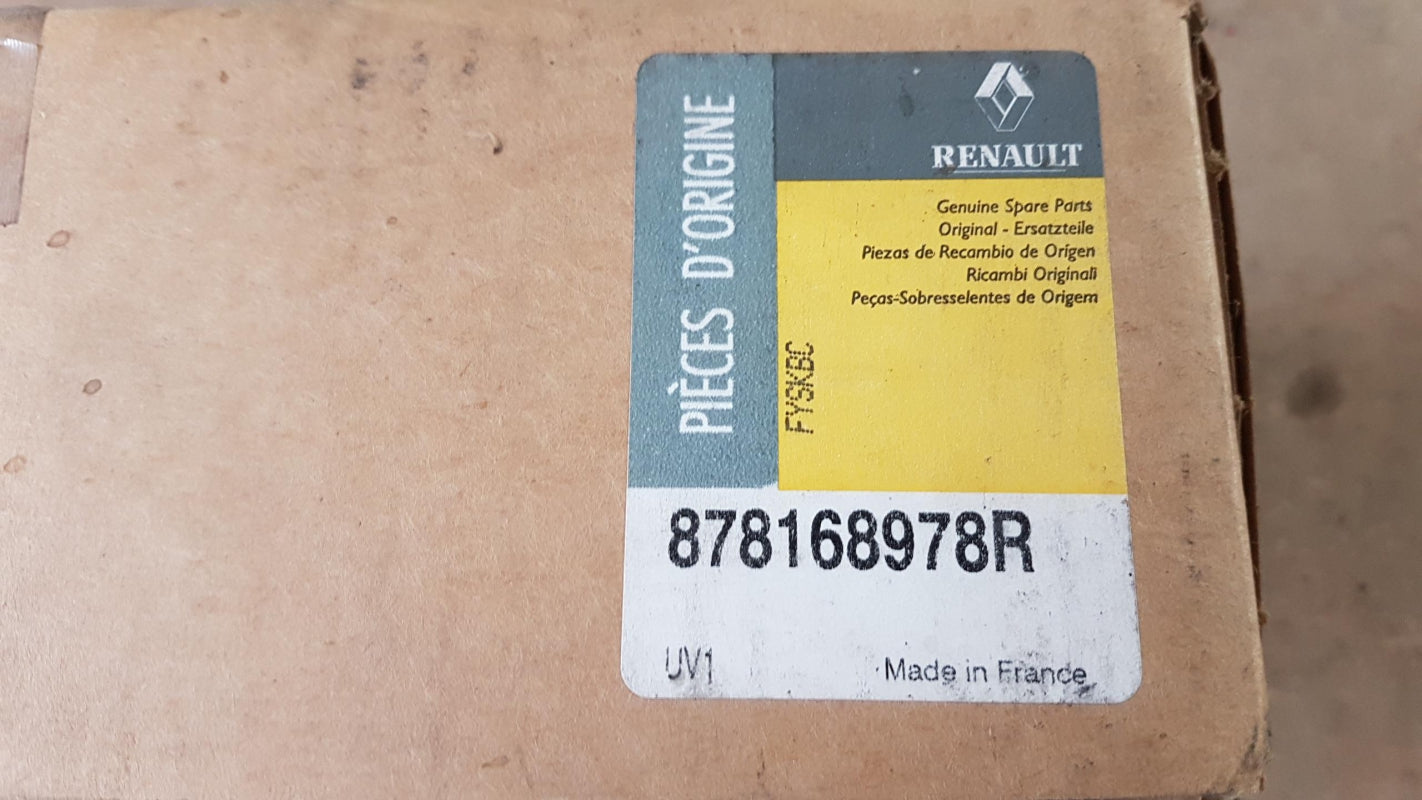 PIÈCES D'ORIGINE
RENAULT
Genuine Spare Parts
Original - Ersatzteile
Piezas de Recambio de Origen
Ricambi Originali
Peças-Sobresselentes de Origem
FYSKBC
878168978R
UV1
Made in France